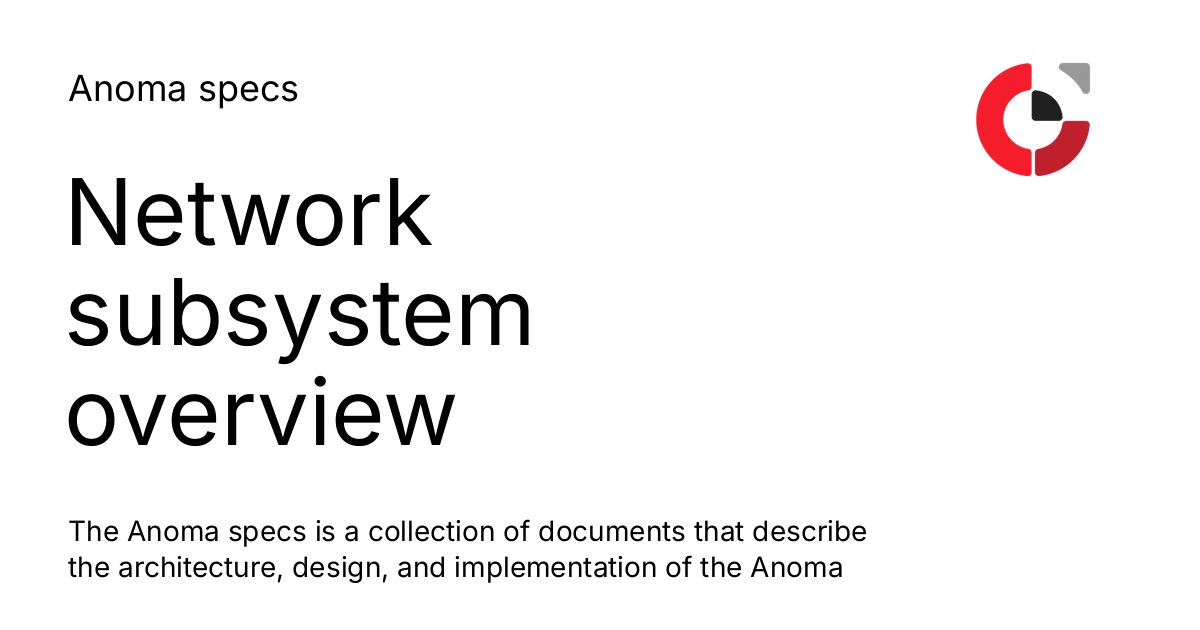 Anoma specs
Network
subsystem
overview
The Anoma specs is a collection of documents that describe
the architecture, design, and implementation of the Anoma